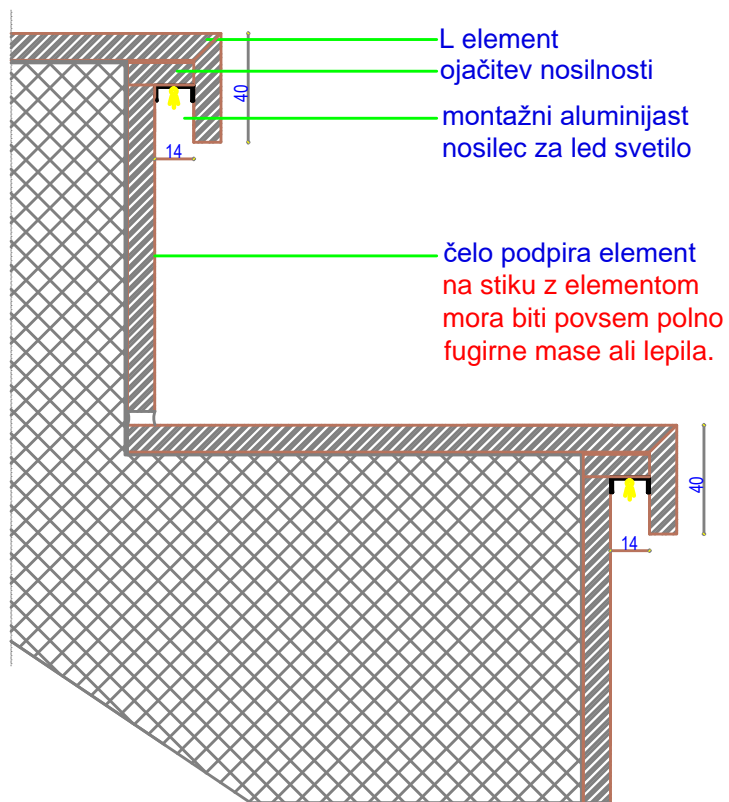 L element
ojačitev nosilnosti
40
montažni aluminijast
nosilec za led svetilo
14
čelo podpira element
na stiku z elementom
mora biti povsem polno
fugirne mase ali lepila.
40
14